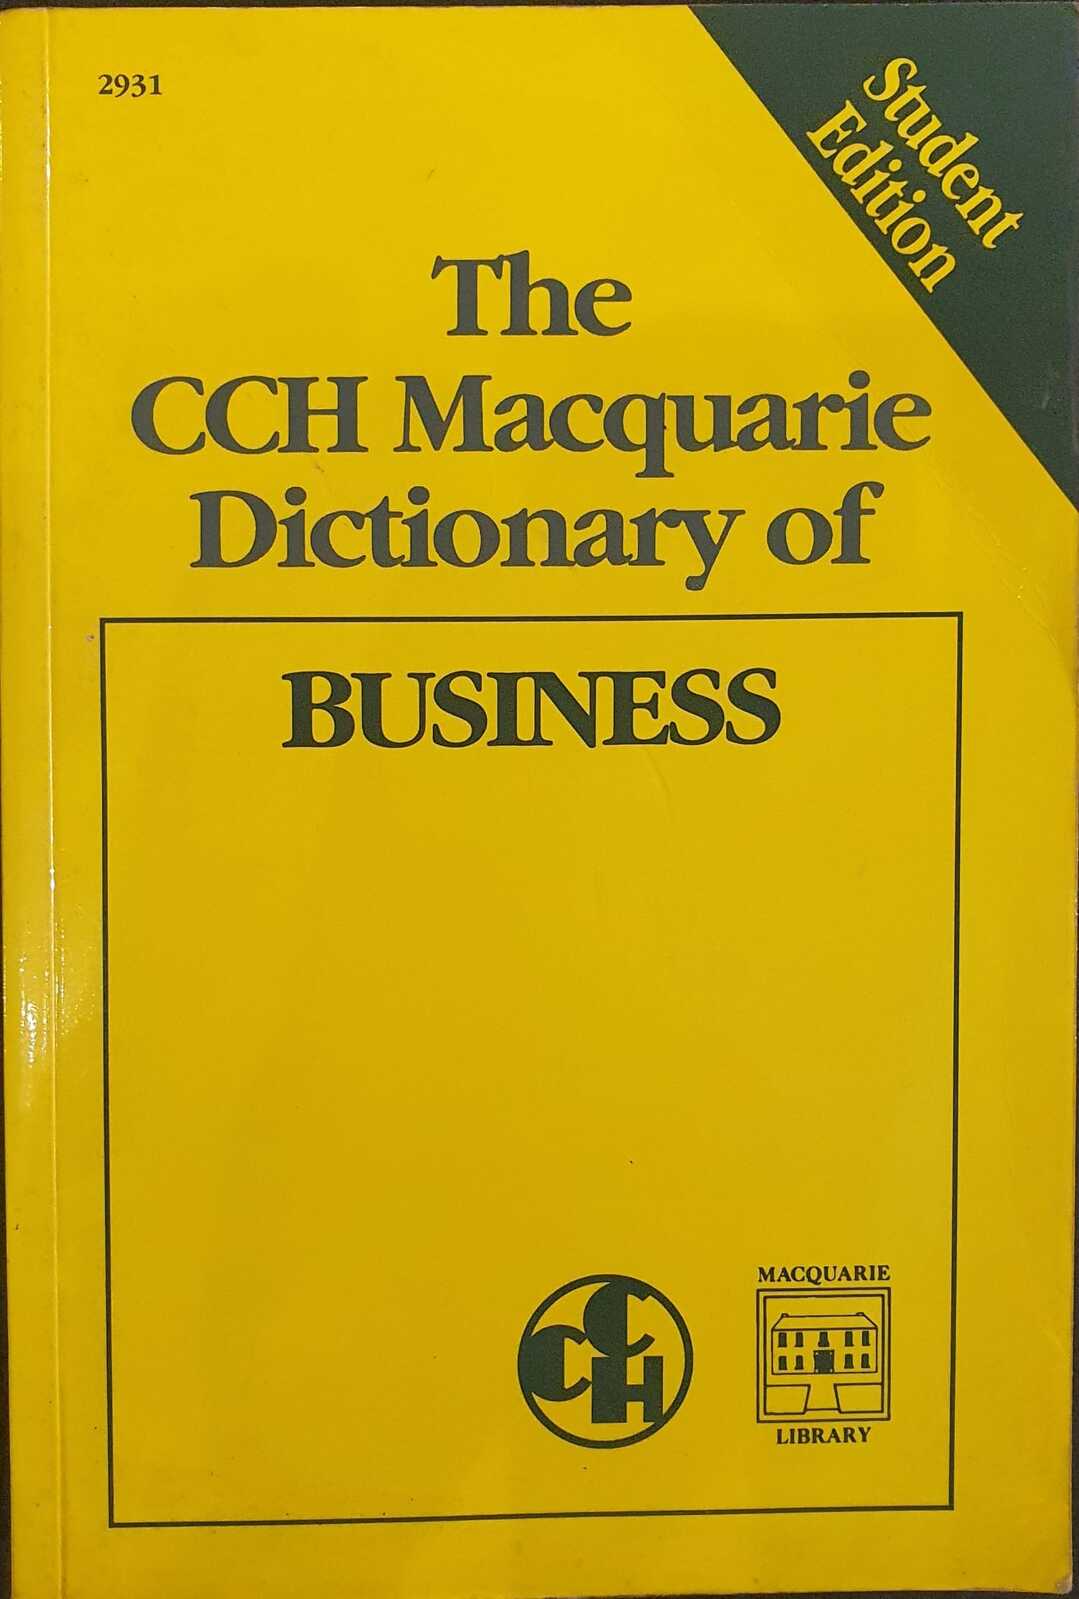 2931
Student
Edition
The
CCH Macquarie
Dictionary of
BUSINESS
CCH
MACQUARIE
LIBRARY